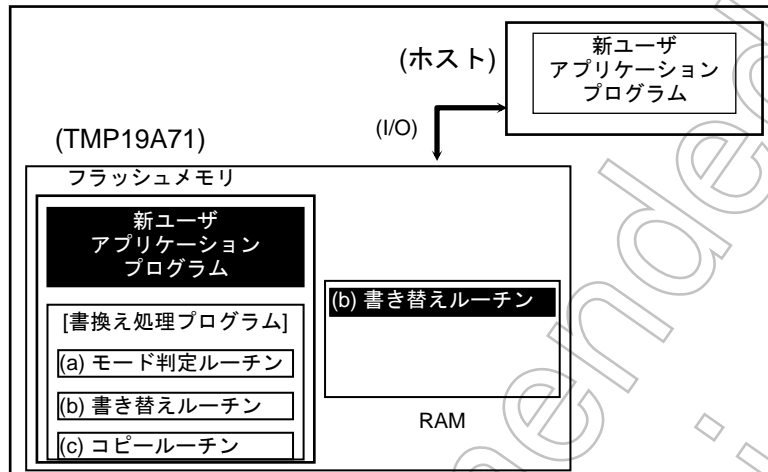 (ホスト)
新ユーザ
アプリケーション
プログラム
(I/O)
(TMP19A71)
フラッシュメモリ
新ユーザ
アプリケーション
プログラム
[書換え処理プログラム]
(a) モード判定ルーチン
(b) 書き替えルーチン
(c) コピールーチン
(b) 書き替えルーチン
RAM